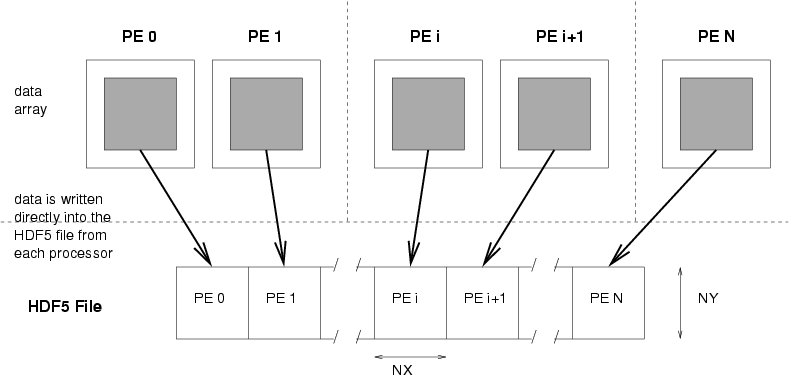 PE 0 PE 1 PE i PE i+1 PE N
data
array
data is written
directly into the
HDF5 file from
each processor
HDF5 File
PE 0 PE 1 PE i PE i+1 PE N
NY
NX